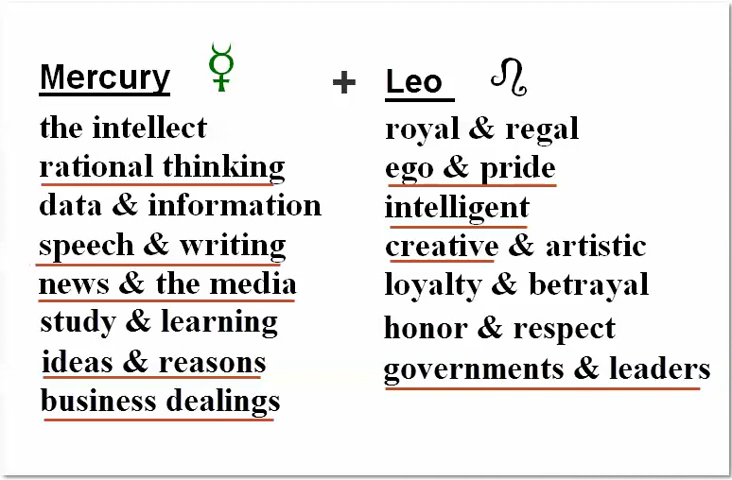 Mercury ☿ + Leo ♌
the intellect
rational thinking
data & information
speech & writing
news & the media
study & learning
ideas & reasons
business dealings
royal & regal
ego & pride
intelligent
creative & artistic
loyalty & betrayal
honor & respect
governments & leaders